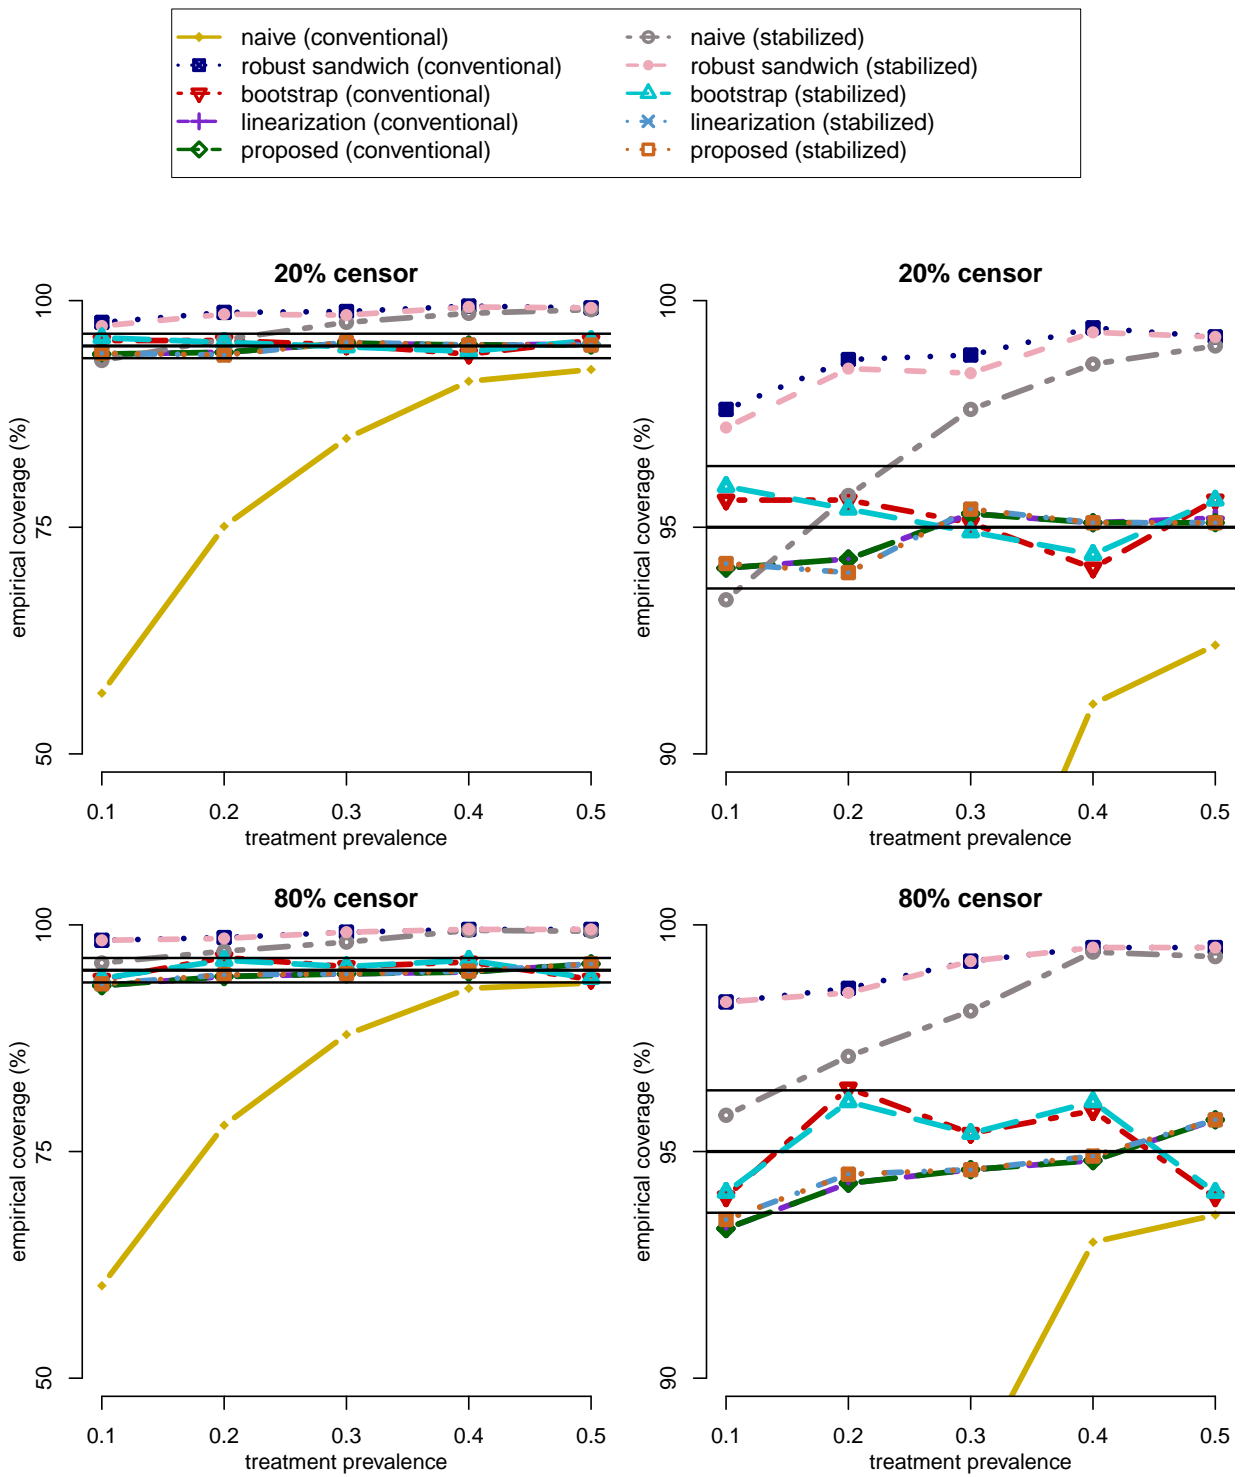 naive (conventional)
robust sandwich (conventional)
bootstrap (conventional)
linearization (conventional)
proposed (conventional)
naive (stabilized)
robust sandwich (stabilized)
bootstrap (stabilized)
linearization (stabilized)
proposed (stabilized)
20% censor
empirical coverage (%)
100
75
50
0.1 0.2 0.3 0.4 0.5
treatment prevalence
20% censor
empirical coverage (%)
100
95
90
0.1 0.2 0.3 0.4 0.5
treatment prevalence
80% censor
empirical coverage (%)
100
75
50
0.1 0.2 0.3 0.4 0.5
treatment prevalence
80% censor
empirical coverage (%)
100
95
90
0.1 0.2 0.3 0.4 0.5
treatment prevalence